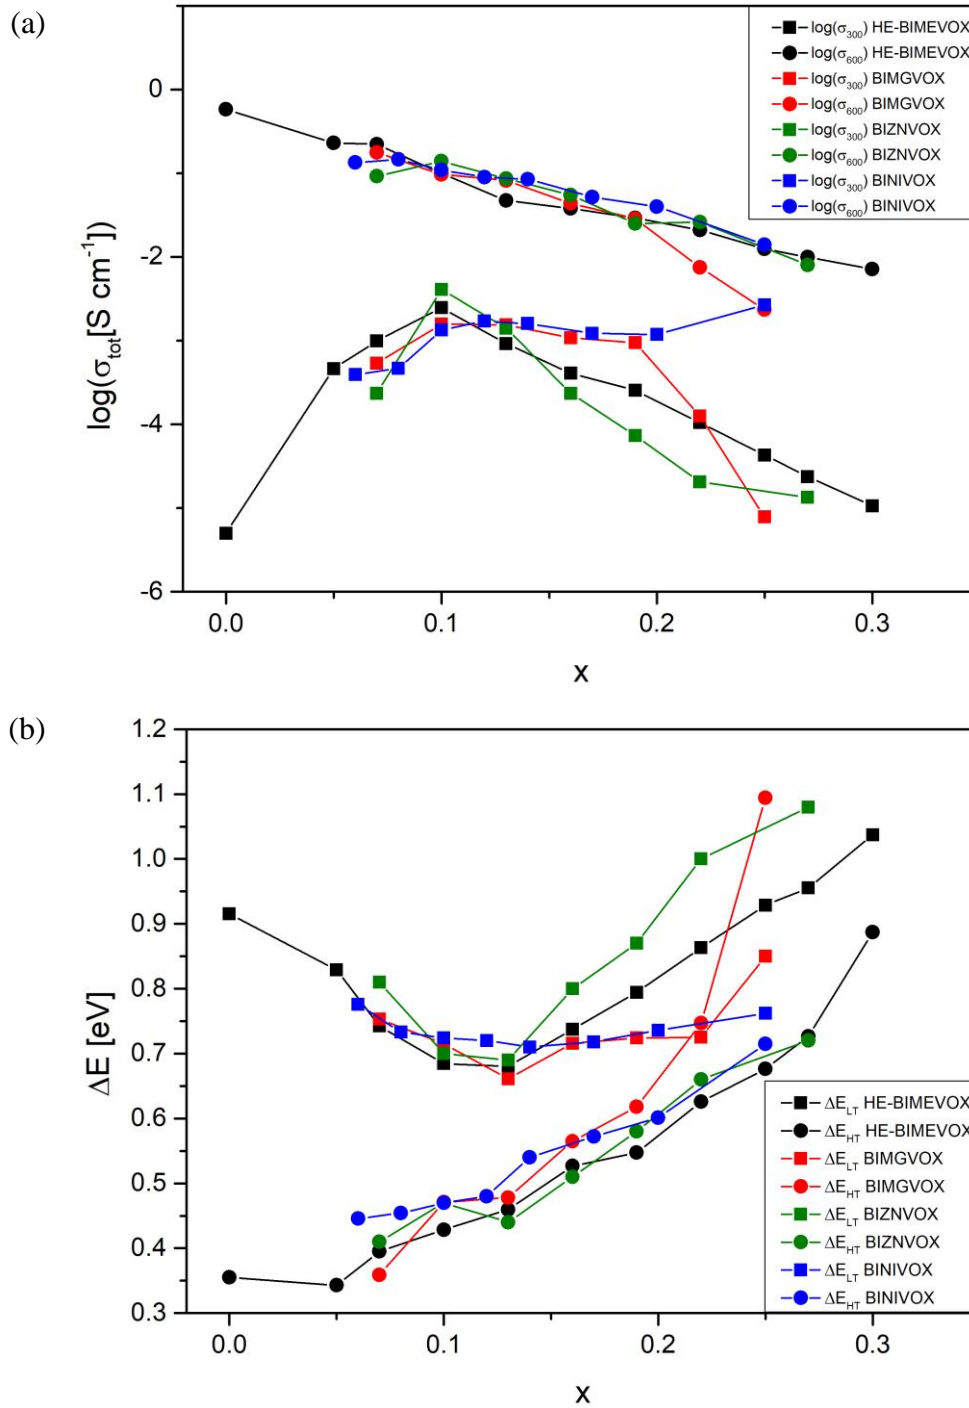 (a)
log(σ300) HE-BIMEVOX
log(σ600) HE-BIMEVOX
log(σ300) BIMGVOX
log(σ600) BIMGVOX
log(σ300) BIZNVOX
log(σ600) BIZNVOX
log(σ300) BINIVOX
log(σ600) BINIVOX
0
-2
-4
-6
log(σtot[S cm⁻¹])
0.0 0.1 0.2 0.3
x
(b)
1.2
1.1
1.0
0.9
0.8
0.7
0.6
0.5
0.4
0.3
ΔE [eV]
ΔELT HE-BIMEVOX
ΔEHT HE-BIMEVOX
ΔELT BIMGVOX
ΔEHT BIMGVOX
ΔELT BIZNVOX
ΔEHT BIZNVOX
ΔELT BINIVOX
ΔEHT BINIVOX
0.0 0.1 0.2 0.3
x